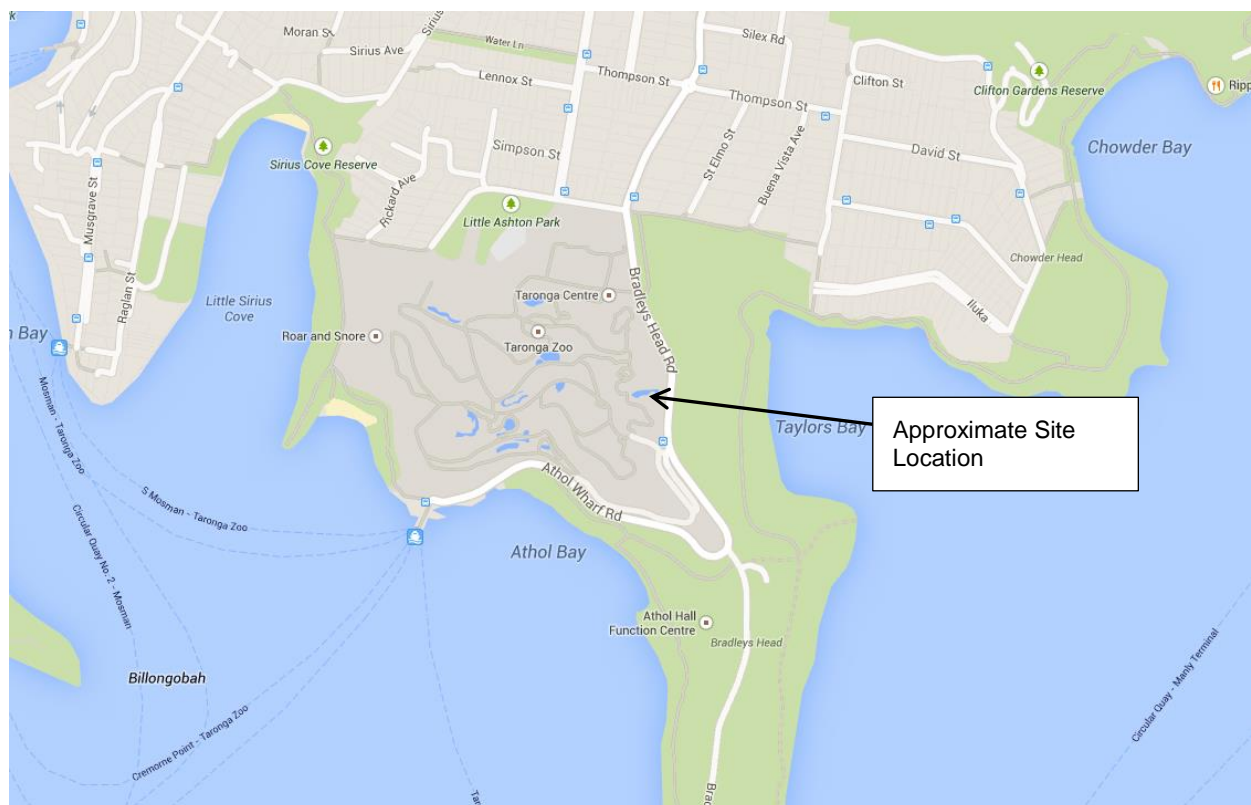 Moran St
Sirius Ave
Sirius
Water Ln
Lennox St
Thompson St
Silex Rd
Thompson St
Clifton St
Clifton Gardens Reserve
Ripp
Chowder Bay
David St
St Elmo St
Buena Vista Ave
Simpson St
Sirius Cove Reserve
Rickard Ave
Little Ashton Park
Musgrave St
Raglan St
Bradleys Head Rd
Chowder Head
Iluka
Little Sirius
Cove
Taronga Centre
Roar and Snore
Taronga Zoo
n Bay
Mosman - Taronga Zoo
Taylors Bay
Approximate Site
Location
S Mosman - Taronga Zoo
Circular Quay No. 2 - Mosman
Athol Wharf Rd
Athol Bay
Athol Hall
Function Centre
Bradleys Head
Billongobah
Cremorne Point - Taronga Zoo
Circular Quay - Manly Terminal
Tar
Brad